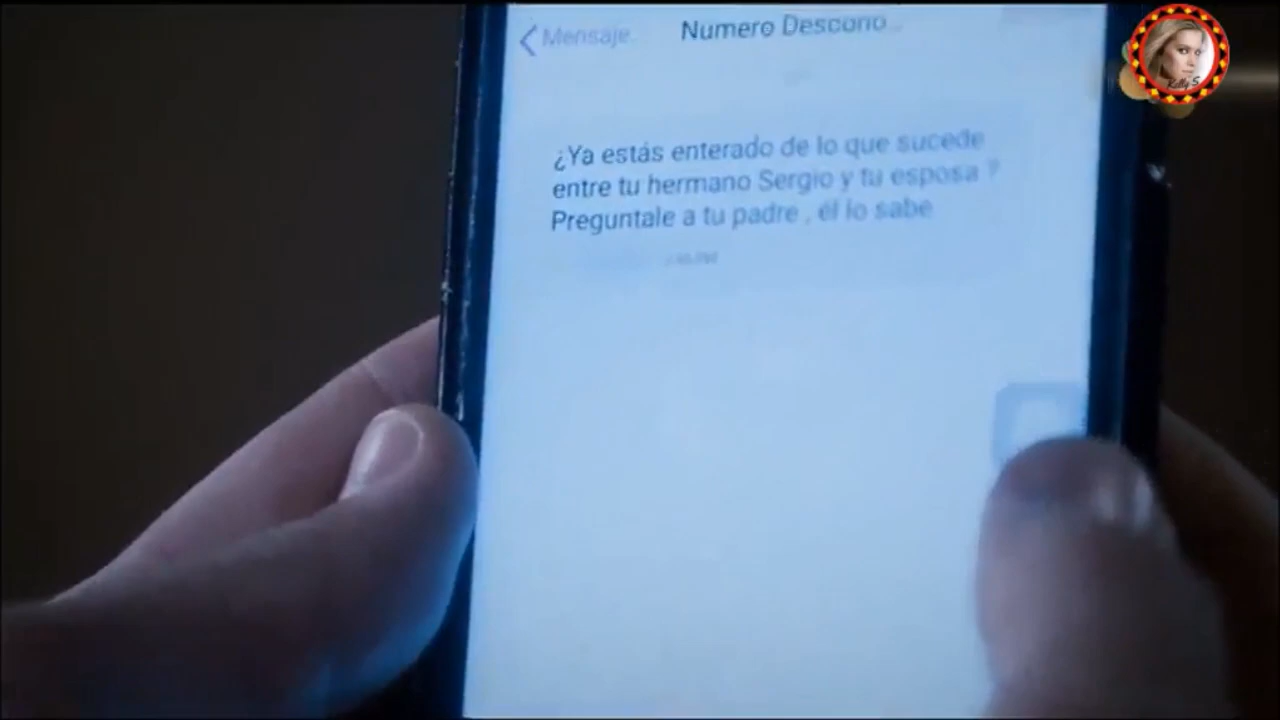 Mensaje.
Numero Descono...
¿Ya estás enterado de lo que sucede
entre tu hermano Sergio y tu esposa ?
Preguntale a tu padre , él lo sabe
Kelly S